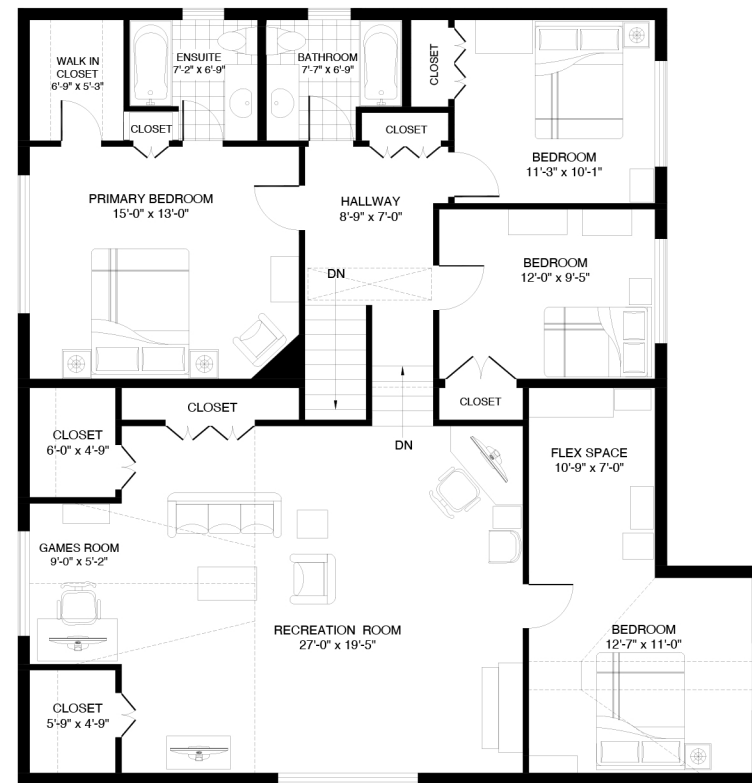 WALK IN
CLOSET
6'-9" x 5'-3"
ENSUITE
7'-2" x 6'-9"
BATHROOM
7'-7" x 6'-9"
CLOSET
CLOSET
CLOSET
BEDROOM
11'-3" x 10'-1"
PRIMARY BEDROOM
15'-0" x 13'-0"
HALLWAY
8'-9" x 7'-0"
DN
BEDROOM
12'-0" x 9'-5"
CLOSET
CLOSET
CLOSET
6'-0" x 4'-9"
DN
FLEX SPACE
10'-9" x 7'-0"
GAMES ROOM
9'-0" x 5'-2"
RECREATION ROOM
27'-0" x 19'-5"
BEDROOM
12'-7" x 11'-0"
CLOSET
5'-9" x 4'-9"